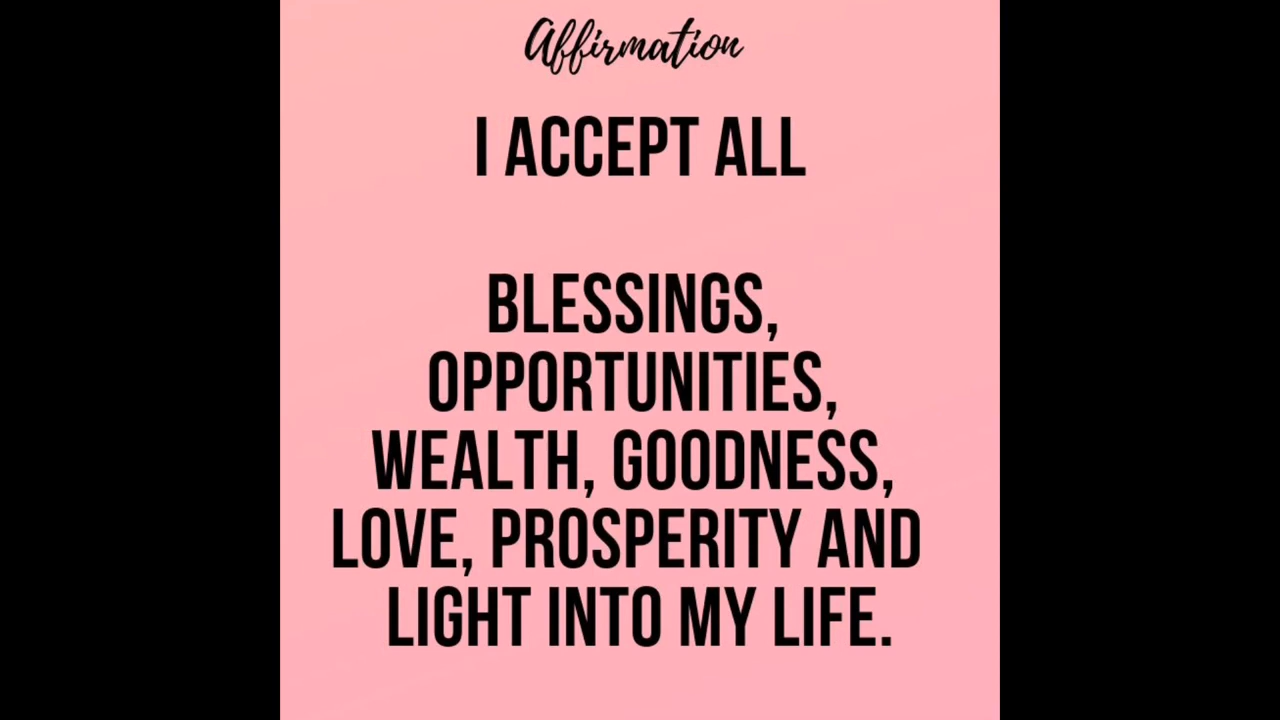 Affirmation
I ACCEPT ALL
BLESSINGS,
OPPORTUNITIES,
WEALTH, GOODNESS,
LOVE, PROSPERITY AND
LIGHT INTO MY LIFE.